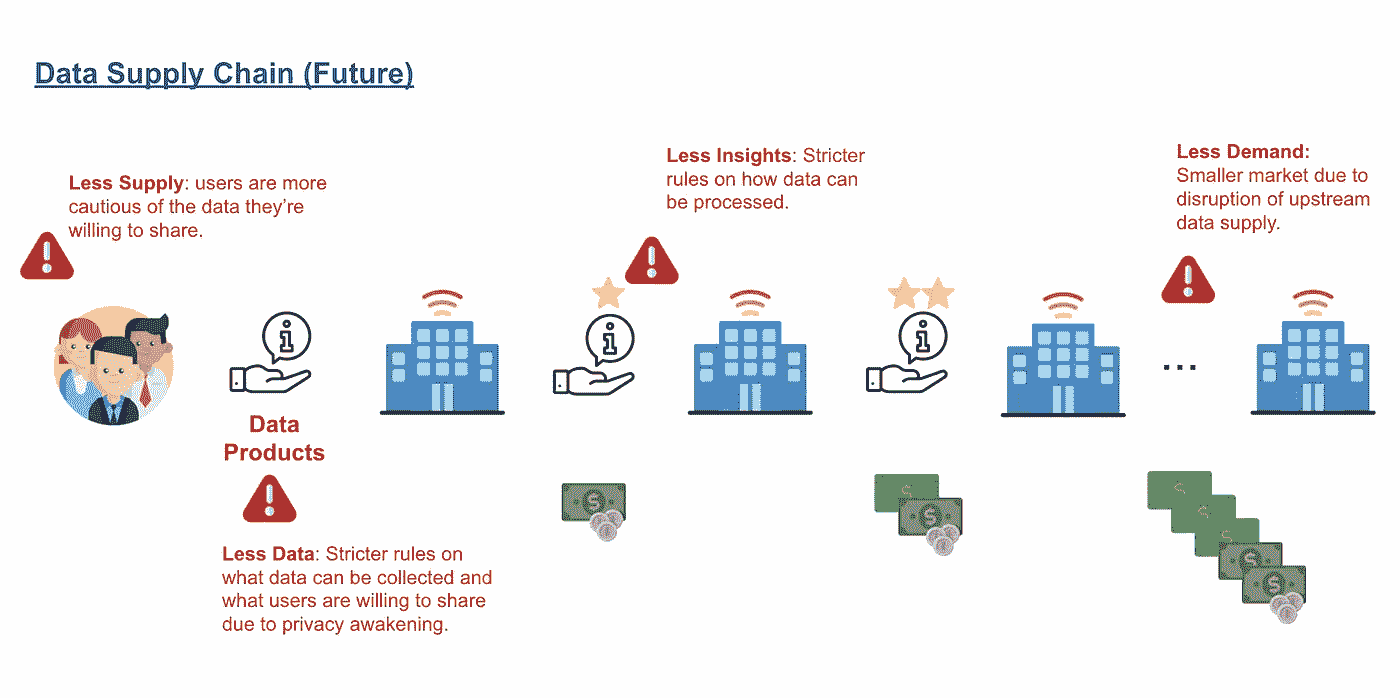 Data Supply Chain (Future)
Less Supply: users are more
cautious of the data they're
willing to share.
Less Insights: Stricter
rules on how data can
be processed.
Less Demand:
Smaller market due to
disruption of upstream
data supply.
...
Data
Products
Less Data: Stricter rules on
what data can be collected and
what users are willing to share
due to privacy awakening.